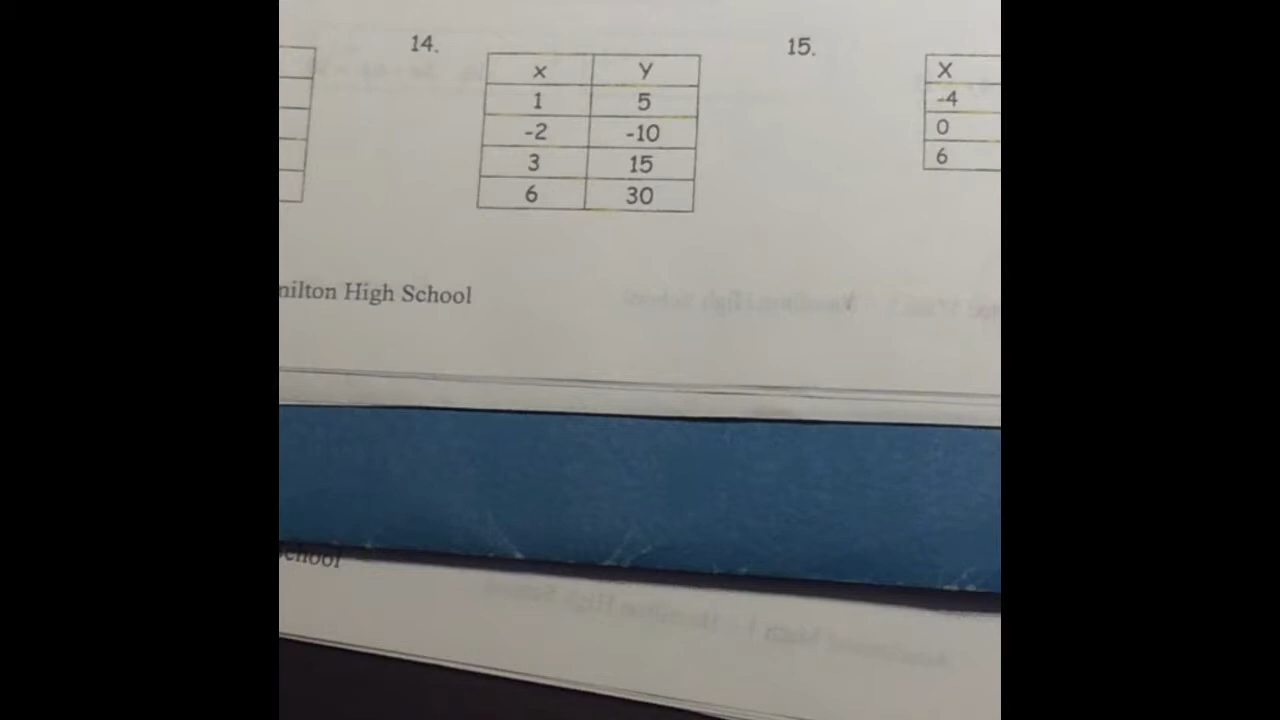 14.
x y
1 5
-2 -10
3 15
6 30
15.
X
-4
0
6
nilton High School
chool